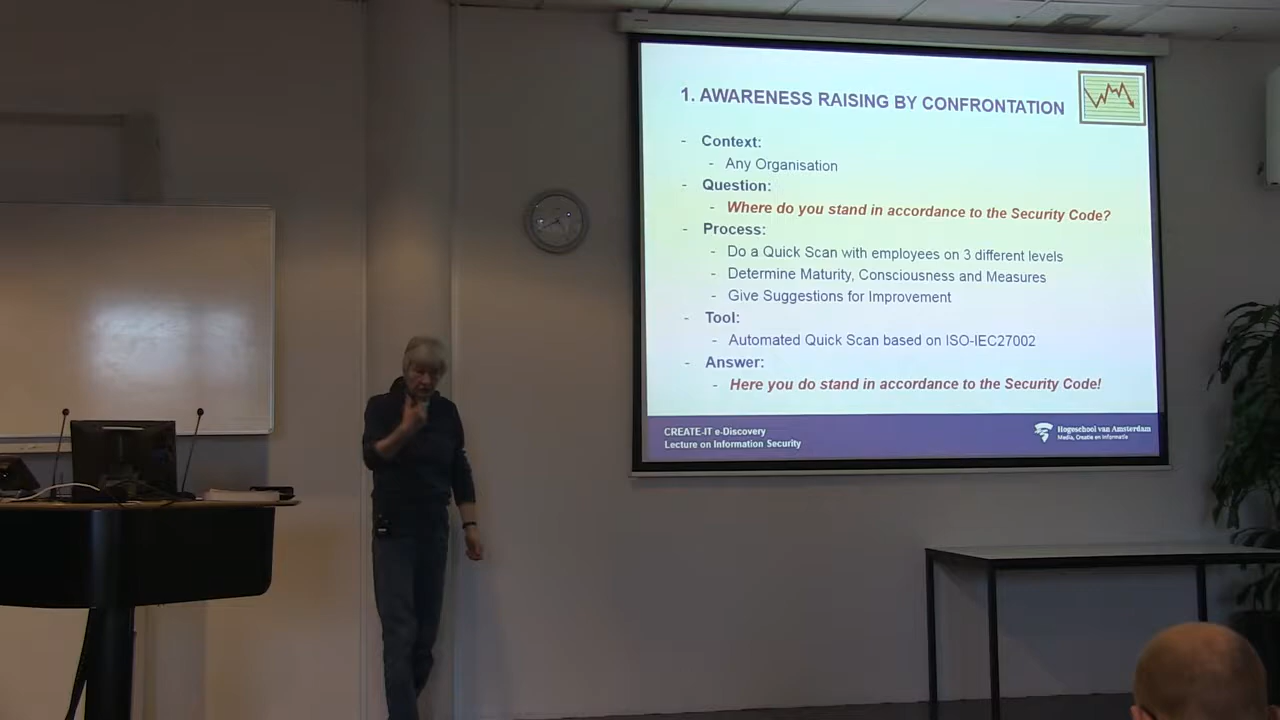 1. AWARENESS RAISING BY CONFRONTATION
- Context:
- Any Organisation
- Question:
- Where do you stand in accordance to the Security Code?
- Process:
- Do a Quick Scan with employees on 3 different levels
- Determine Maturity, Consciousness and Measures
- Give Suggestions for Improvement
- Tool:
- Automated Quick Scan based on ISO-IEC27002
- Answer:
- Here you do stand in accordance to the Security Code!
CREATE-IT e-Discovery
Lecture on Information Security
Hogeschool van Amsterdam
Media, Creatie en Informatie